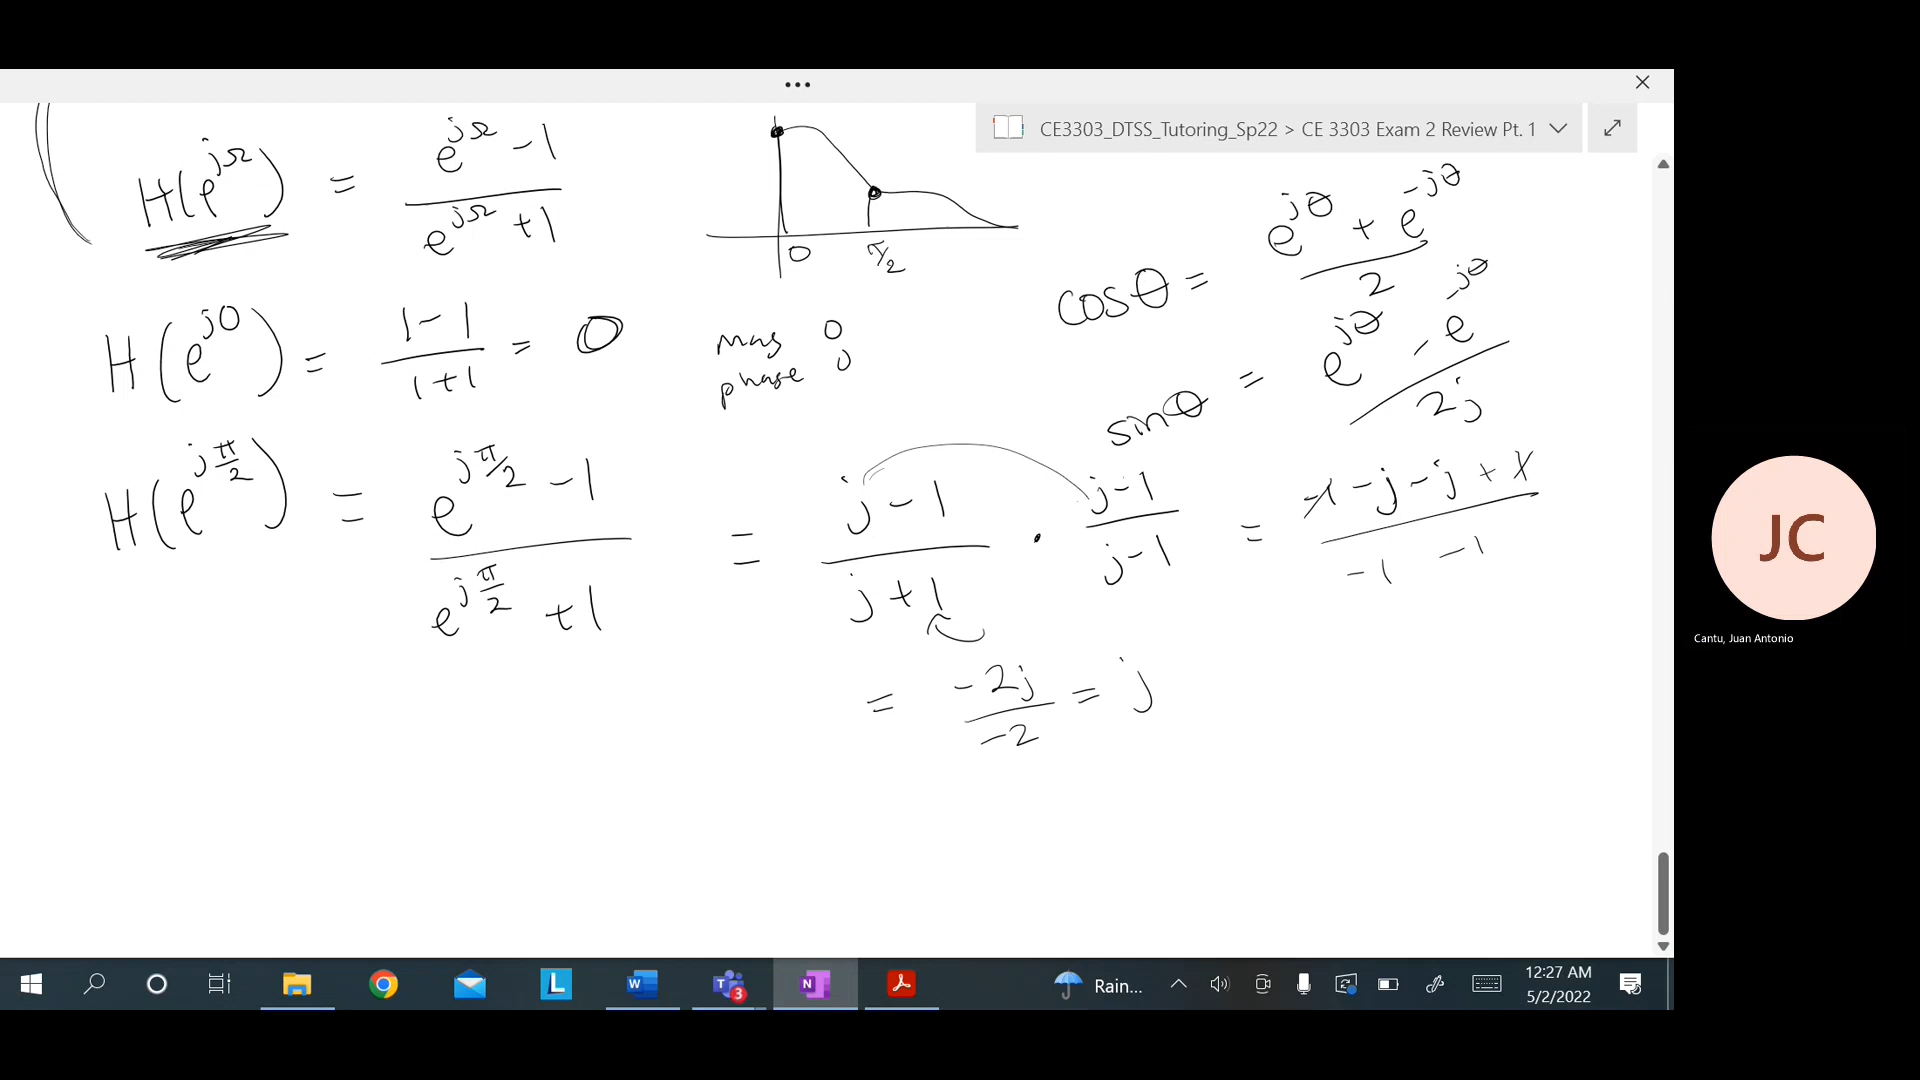 CE3303_DTSS_Tutoring_Sp22 > CE 3303 Exam 2 Review Pt. 1
H(e^{jΩ}) = (e^{jΩ} - 1) / (e^{jΩ} + 1)
0 π/2
cosθ = (e^{jθ} + e^{-jθ}) / 2
H(e^{j0}) = (1-1) / (1+1) = 0
mag 0
phase 0
sinθ = (e^{jθ} - e^{-jθ}) / 2j
H(e^{jπ/2}) = (e^{jπ/2} - 1) / (e^{jπ/2} + 1) = (j-1) / (j+1) · (j-1) / (j-1) = (-1 - j - j + 1) / (-1 -1)
= -2j / -2 = j
JC
Cantu, Juan Antonio
L W T 3 N Rain... 12:27 AM
5/2/2022